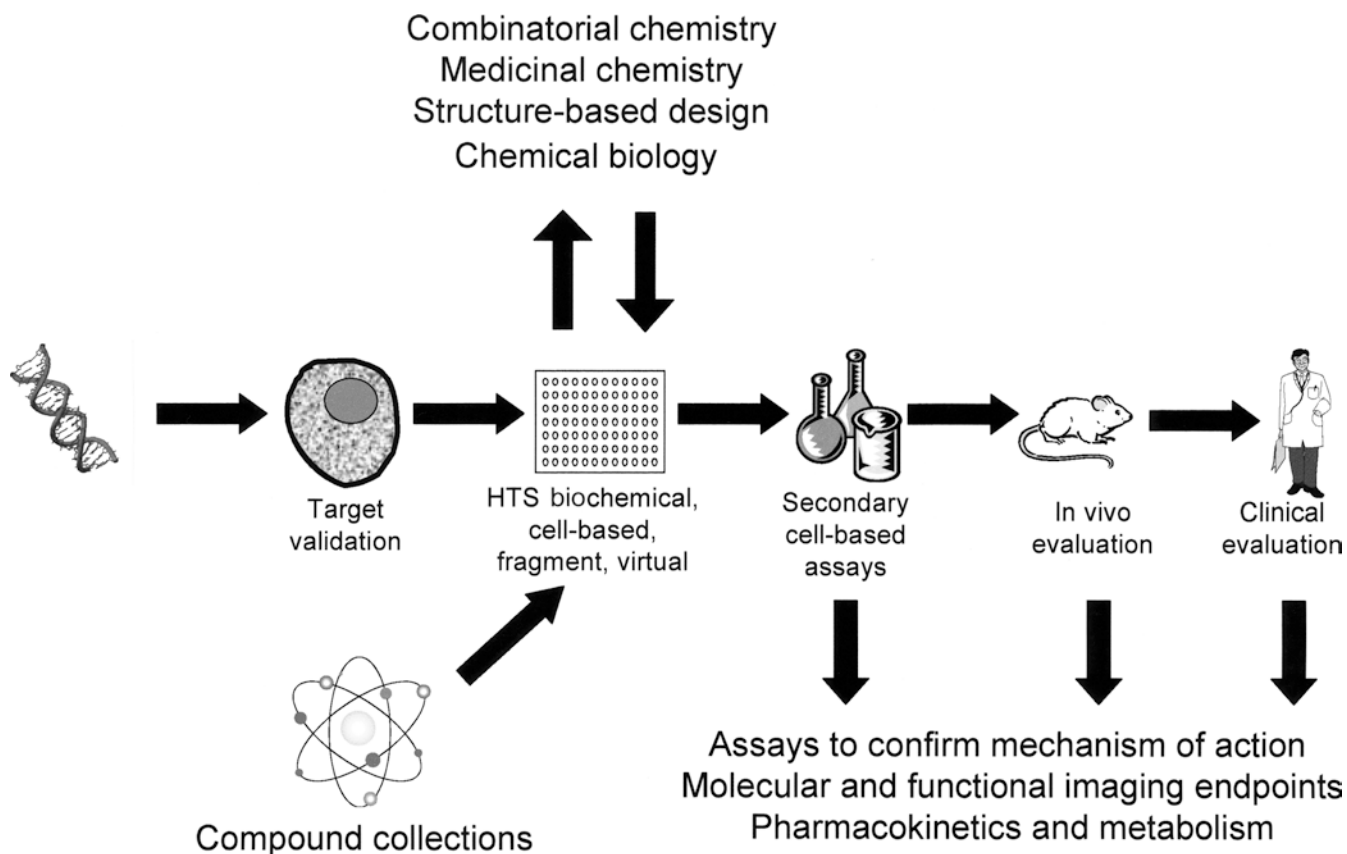 Combinatorial chemistry
Medicinal chemistry
Structure-based design
Chemical biology
Target
validation
HTS biochemical,
cell-based,
fragment, virtual
Secondary
cell-based
assays
In vivo
evaluation
Clinical
evaluation
Compound collections
Assays to confirm mechanism of action
Molecular and functional imaging endpoints
Pharmacokinetics and metabolism